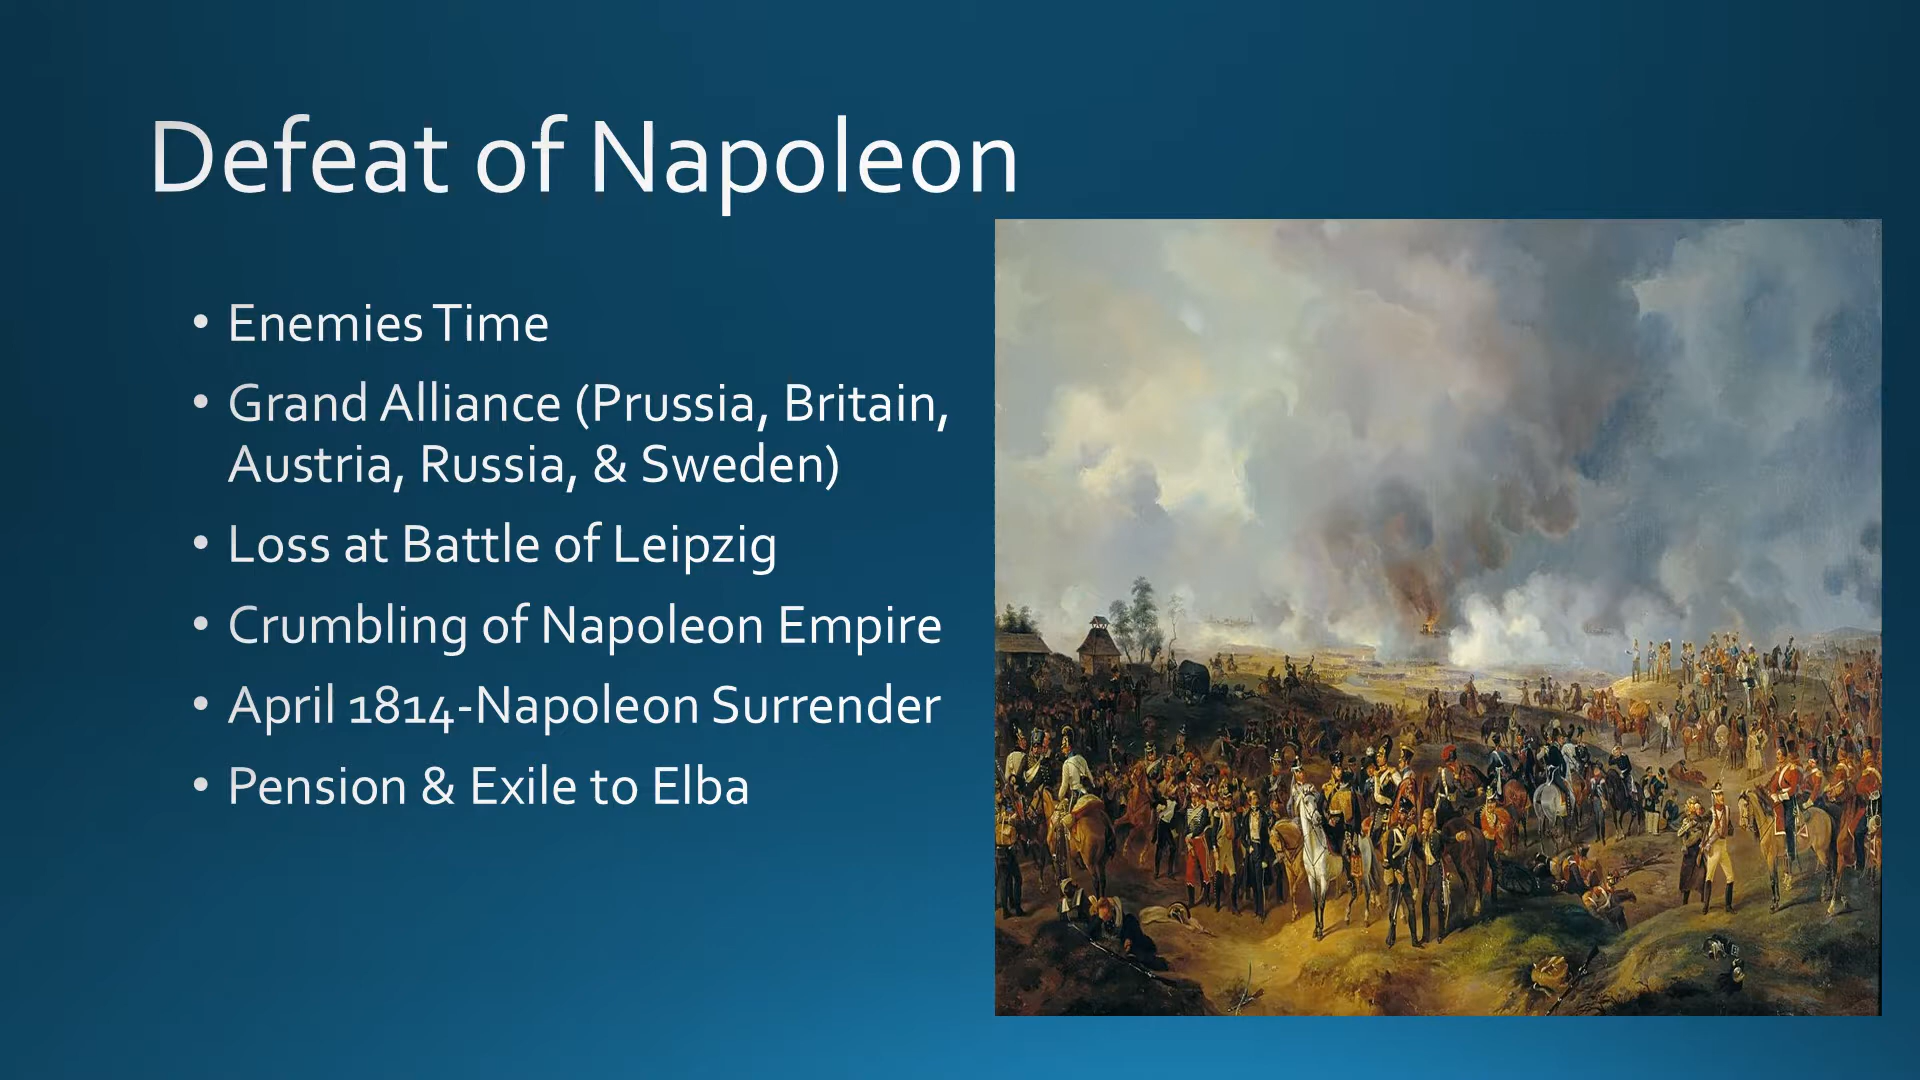 Defeat of Napoleon
• Enemies Time
• Grand Alliance (Prussia, Britain,
Austria, Russia, & Sweden)
• Loss at Battle of Leipzig
• Crumbling of Napoleon Empire
• April 1814-Napoleon Surrender
• Pension & Exile to Elba